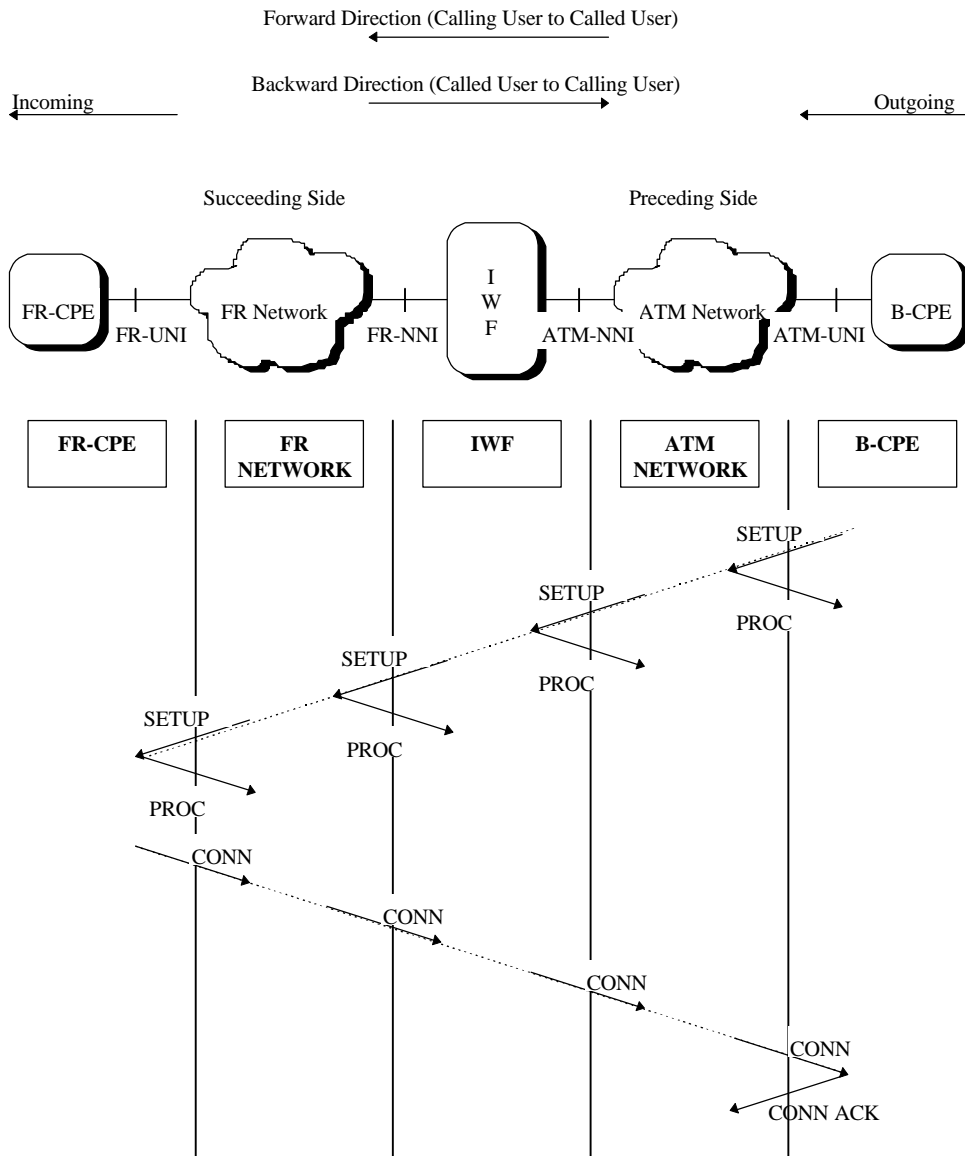 Forward Direction (Calling User to Called User)
Backward Direction (Called User to Calling User)
Incoming
Outgoing
Succeeding Side
Preceding Side
FR-CPE
FR-UNI
FR Network
FR-NNI
I
W
F
ATM-NNI
ATM Network
ATM-UNI
B-CPE
FR-CPE
FR
NETWORK
IWF
ATM
NETWORK
B-CPE
SETUP
SETUP
PROC
SETUP
PROC
SETUP
PROC
PROC
CONN
CONN
CONN
CONN
CONN ACK